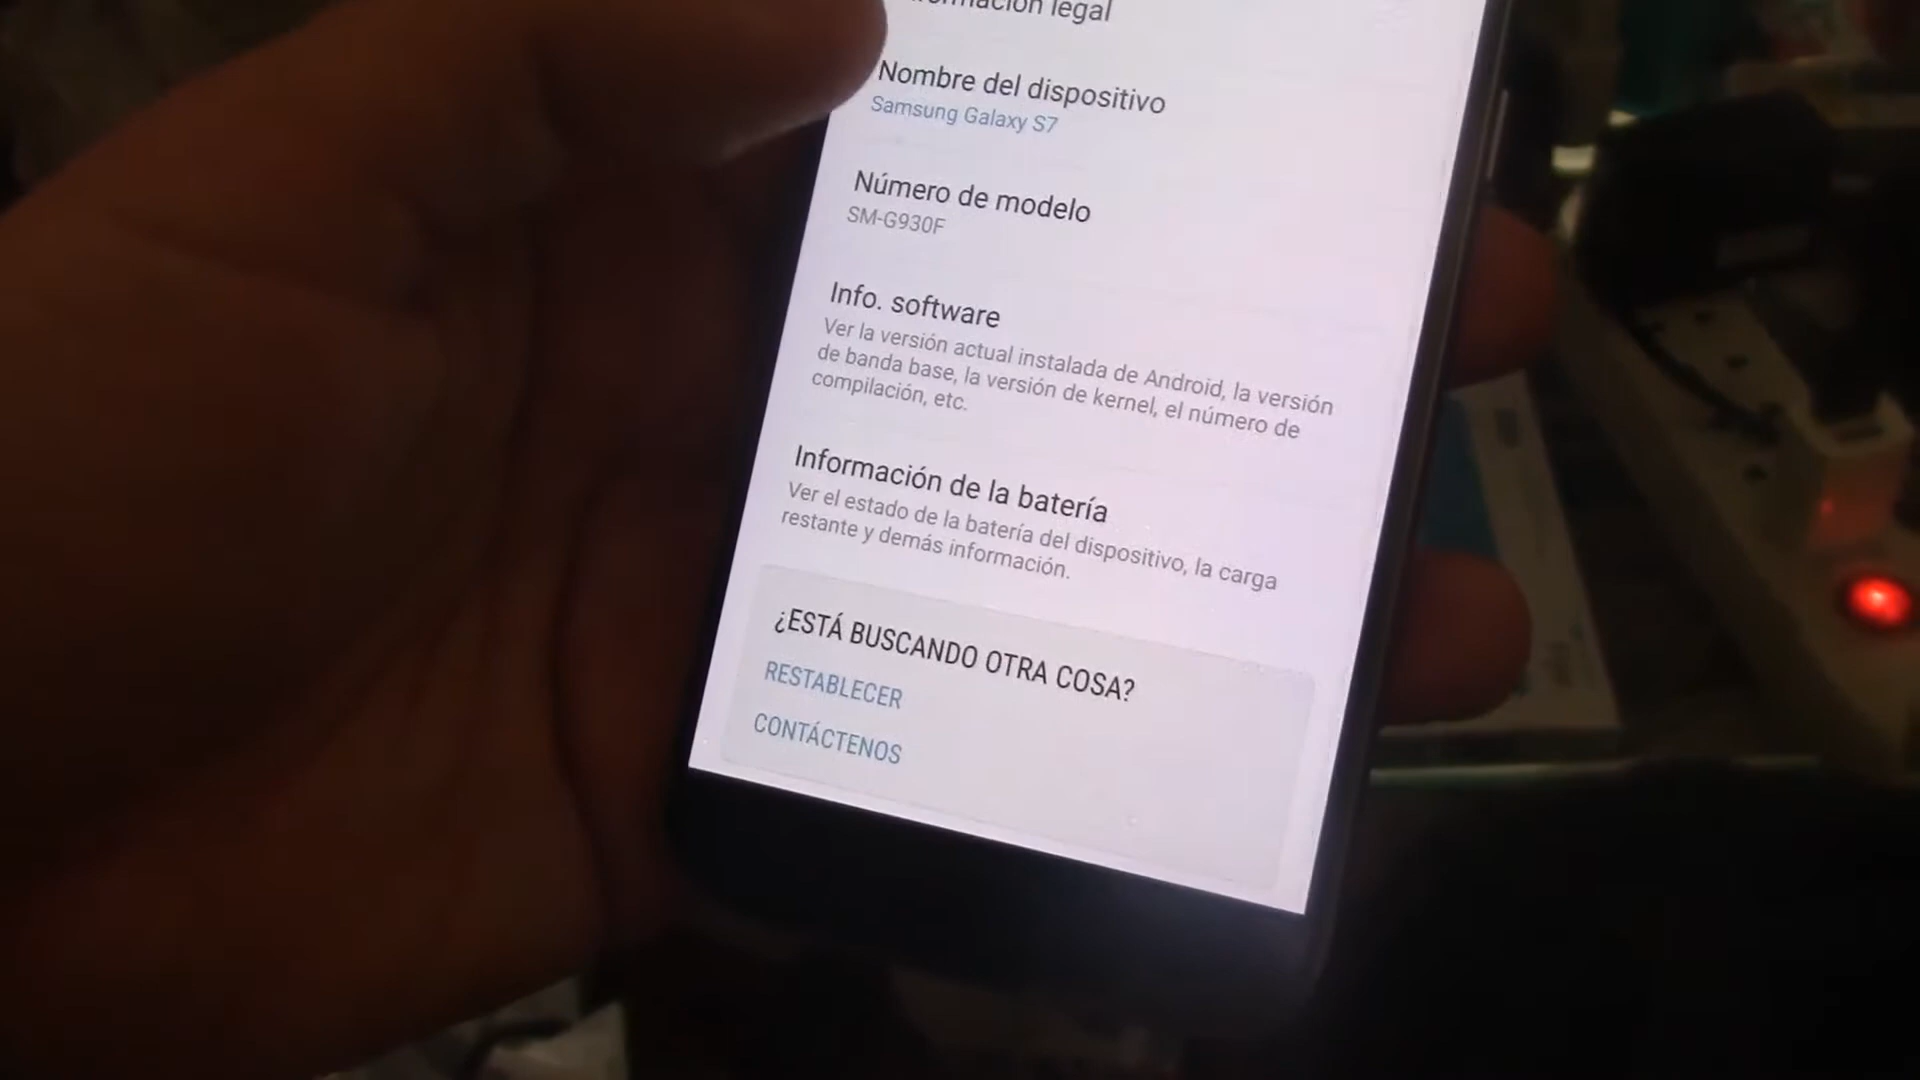 legal
Nombre del dispositivo
Samsung Galaxy S7
Número de modelo
SM-G930F
Info. software
Ver la versión actual instalada de Android, la versión
de banda base, la versión de kernel, el número de
compilación, etc.
Información de la batería
Ver el estado de la batería del dispositivo, la carga
restante y demás información.
¿ESTÁ BUSCANDO OTRA COSA?
RESTABLECER
CONTÁCTENOS